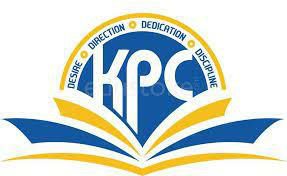 DESIRE • DIRECTION • DEDICATION • DISCIPLINE
KPC